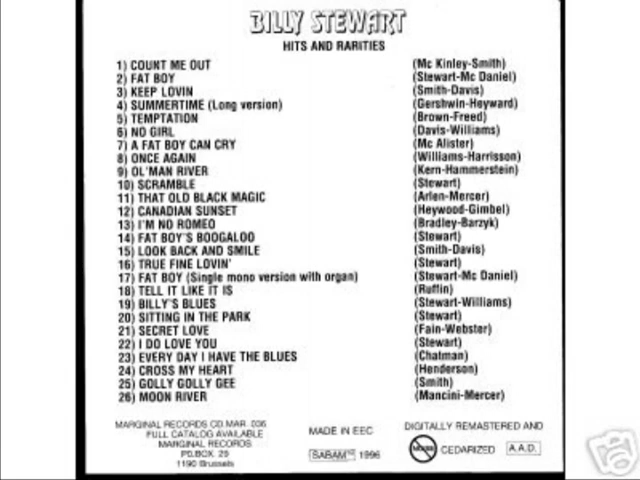 BILLY STEWART
HITS AND RARITIES
1) COUNT ME OUT (Mc Kinley-Smith)
2) FAT BOY (Stewart-Mc Daniel)
3) KEEP LOVIN (Smith-Davis)
4) SUMMERTIME (Long version) (Gershwin-Heyward)
5) TEMPTATION (Brown-Freed)
6) NO GIRL (Davis-Williams)
7) A FAT BOY CAN CRY (Mc Alister)
8) ONCE AGAIN (Williams-Harrisson)
9) OL'MAN RIVER (Kern-Hammerstein)
10) SCRAMBLE (Stewart)
11) THAT OLD BLACK MAGIC (Arlen-Mercer)
12) CANADIAN SUNSET (Heywood-Gimbel)
13) I'M NO ROMEO (Bradley-Barzyk)
14) FAT BOY'S BOOGALOO (Stewart)
15) LOOK BACK AND SMILE (Smith-Davis)
16) TRUE FINE LOVIN' (Stewart)
17) FAT BOY (Single mono version with organ) (Stewart-Mc Daniel)
18) TELL IT LIKE IT IS (Ruffin)
19) BILLY'S BLUES (Stewart-Williams)
20) SITTING IN THE PARK (Stewart)
21) SECRET LOVE (Fain-Webster)
22) I DO LOVE YOU (Stewart)
23) EVERY DAY I HAVE THE BLUES (Chatman)
24) CROSS MY HEART (Henderson)
25) GOLLY GOLLY GEE (Smith)
26) MOON RIVER (Mancini-Mercer)
MARGINAL RECORDS CD.MAR. 036
FULL CATALOG AVAILABLE
MARGINAL RECORDS
PO.BOX. 29
1190 Brussels
MADE IN EEC
SABAM 1996
DIGITALLY REMASTERED AND
NOISE CEDARIZED A.A.D.